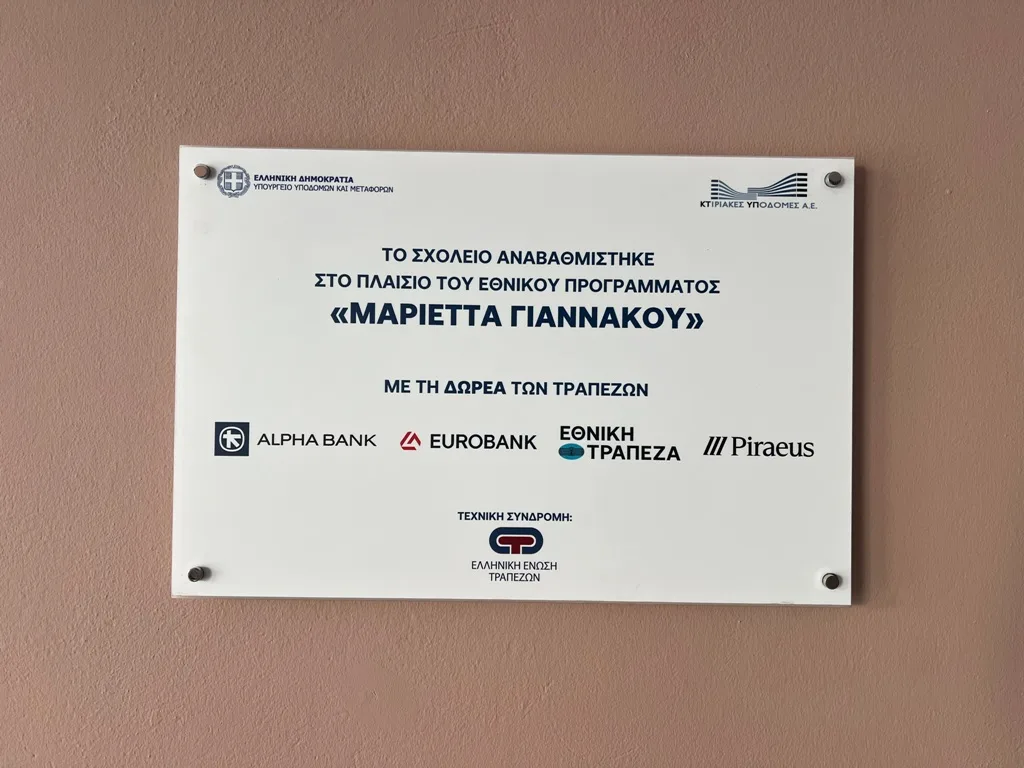 ΕΛΛΗΝΙΚΗ ΔΗΜΟΚΡΑΤΙΑ
ΥΠΟΥΡΓΕΙΟ ΥΠΟΔΟΜΩΝ ΚΑΙ ΜΕΤΑΦΟΡΩΝ
ΚΤΙΡΙΑΚΕΣ ΥΠΟΔΟΜΕΣ Α.Ε.
ΤΟ ΣΧΟΛΕΙΟ ΑΝΑΒΑΘΜΙΣΤΗΚΕ
ΣΤΟ ΠΛΑΙΣΙΟ ΤΟΥ ΕΘΝΙΚΟΥ ΠΡΟΓΡΑΜΜΑΤΟΣ
«ΜΑΡΙΕΤΤΑ ΓΙΑΝΝΑΚΟΥ»
ΜΕ ΤΗ ΔΩΡΕΑ ΤΩΝ ΤΡΑΠΕΖΩΝ
ALPHA BANK
EUROBANK
ΕΘΝΙΚΗ
ΤΡΑΠΕΖΑ
Piraeus
ΤΕΧΝΙΚΗ ΣΥΝΔΡΟΜΗ:
ΕΛΛΗΝΙΚΗ ΕΝΩΣΗ
ΤΡΑΠΕΖΩΝ